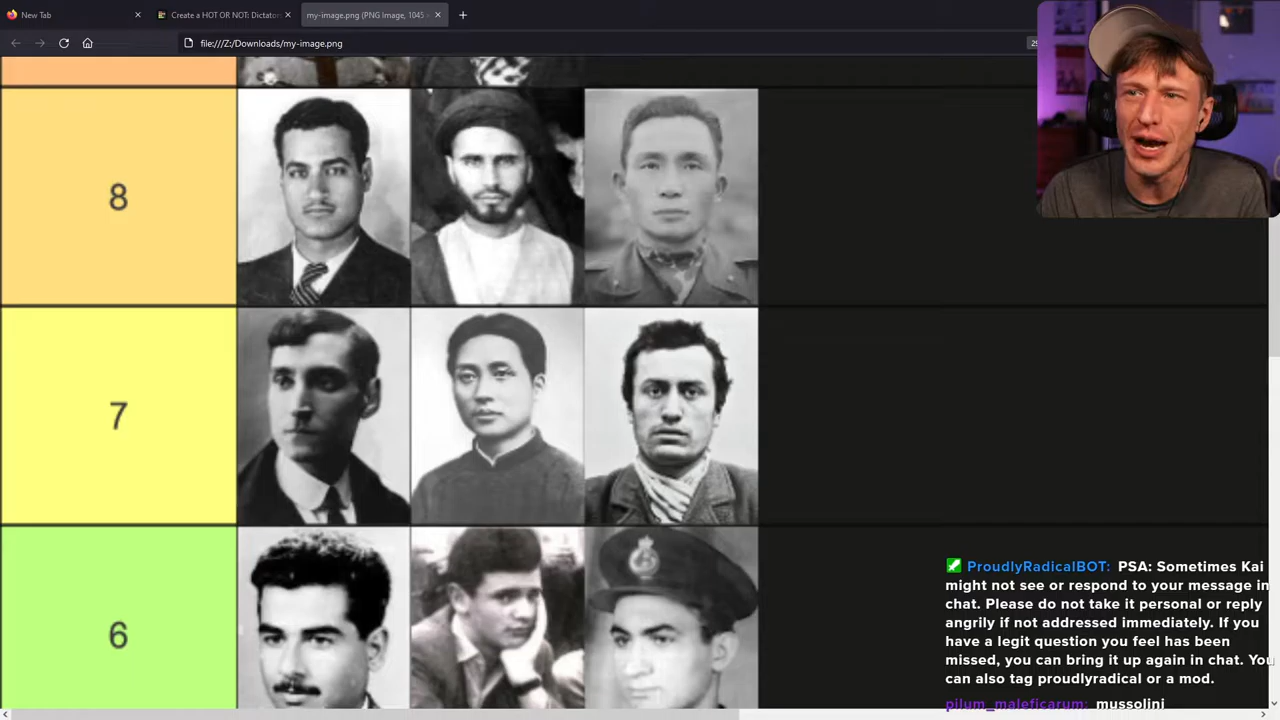 New Tab
Create a HOT OR NOT: Dictator
my-image.png (PNG Image, 1045
file:///Z:/Downloads/my-image.png
8
7
6
ProudlyRadicalBOT: PSA: Sometimes Kai
might not see or respond to your message in
chat. Please do not take it personal or reply
angrily if not addressed immediately. If you
have a legit question you feel has been
missed, you can bring it up again in chat. You
can also tag proudlyradical or a mod.
pilum_maleficarum: mussolini